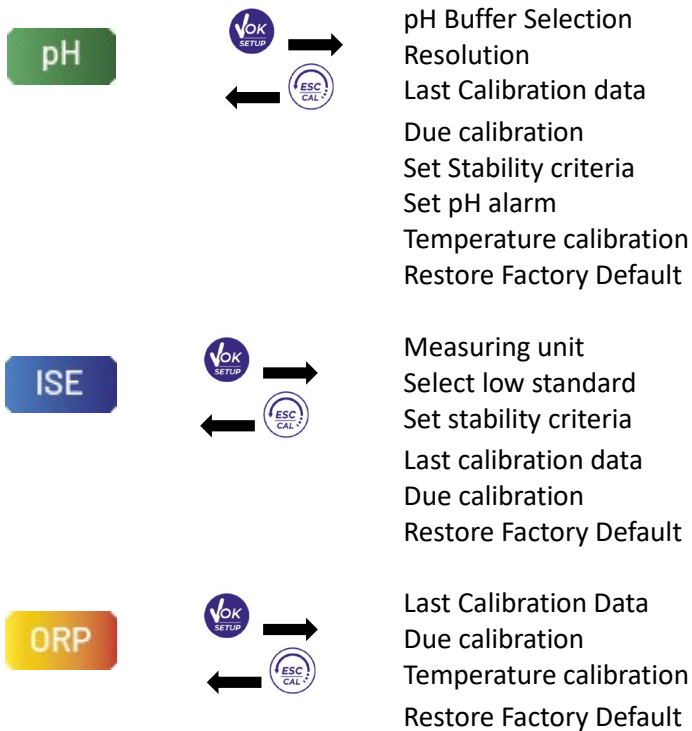 pH
OK
SETUP
ESC
CAL
pH Buffer Selection
Resolution
Last Calibration data
Due calibration
Set Stability criteria
Set pH alarm
Temperature calibration
Restore Factory Default
ISE
OK
SETUP
ESC
CAL
Measuring unit
Select low standard
Set stability criteria
Last calibration data
Due calibration
Restore Factory Default
ORP
OK
SETUP
ESC
CAL
Last Calibration Data
Due calibration
Temperature calibration
Restore Factory Default